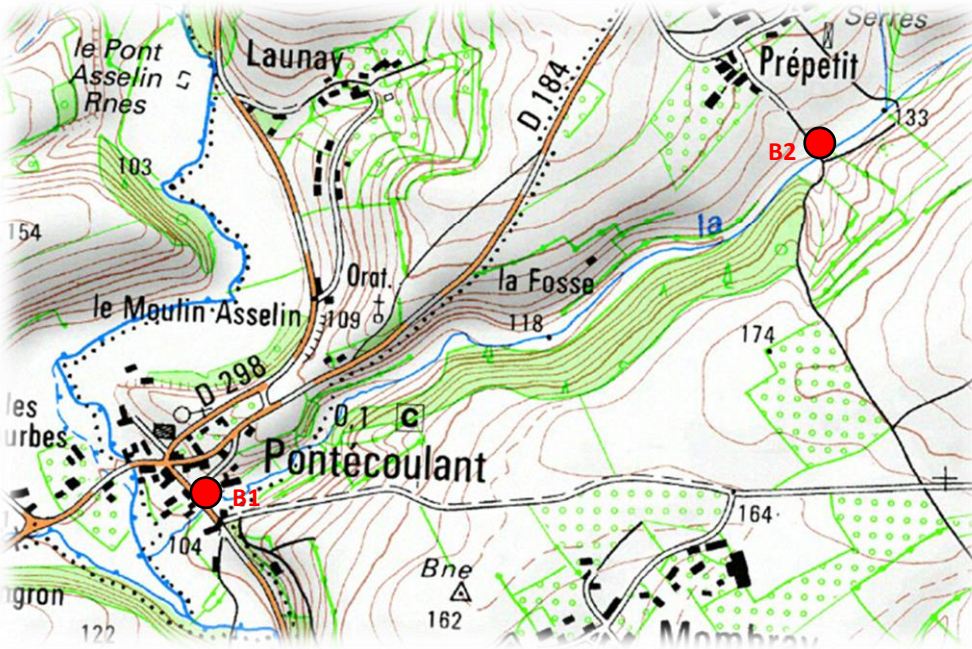 Serres
le Pont
Asselin
Rnes
Launay
D 184
Prépetit
133
B2
103
154
la
Orat.
la Fosse
le Moulin Asselin
109
118
174
D 298
les
urbes
0,1
C
Pontécoulant
B1
164
104
Bne
162
gron
122